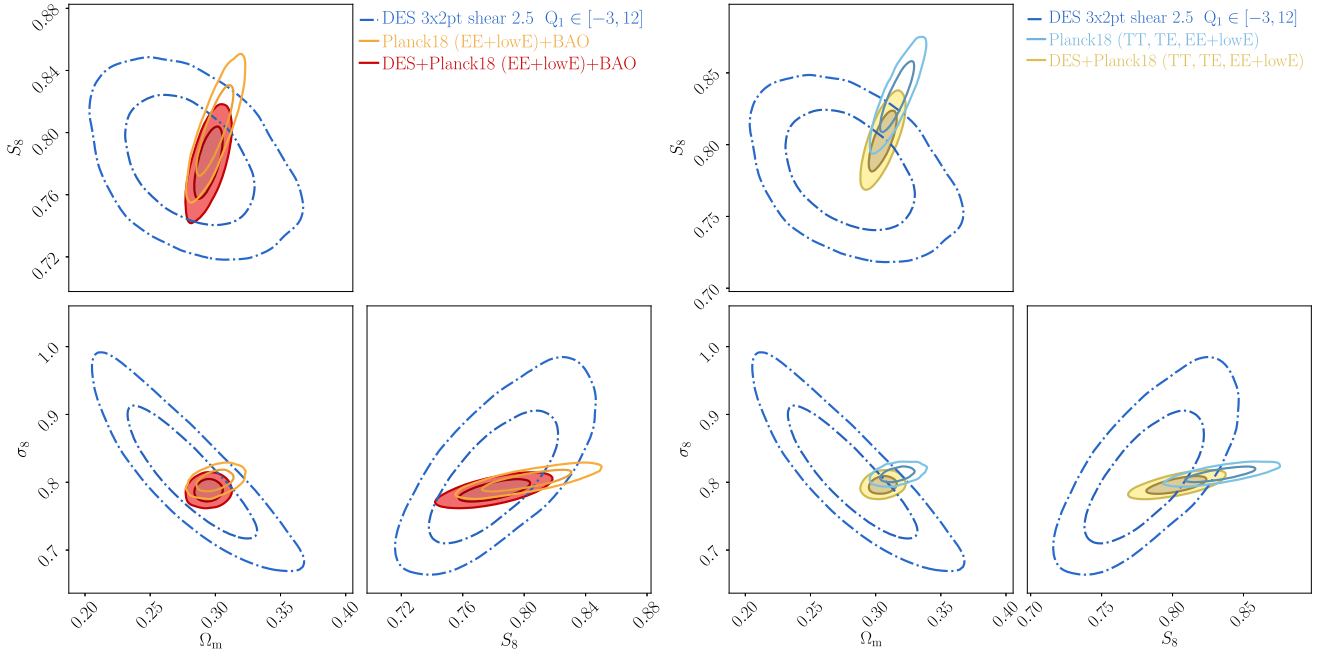 DES 3x2pt shear 2.5 Q₁ ∈ [−3, 12]
Planck18 (EE+lowE)+BAO
DES+Planck18 (EE+lowE)+BAO
0.88
0.84
0.80
0.76
0.72
S₈
1.0
0.9
0.8
0.7
σ₈
0.20 0.25 0.30 0.35 0.40
Ωₘ
0.72 0.76 0.80 0.84 0.88
S₈
DES 3x2pt shear 2.5 Q₁ ∈ [−3, 12]
Planck18 (TT, TE, EE+lowE)
DES+Planck18 (TT, TE, EE+lowE)
0.85
0.80
0.75
0.70
S₈
1.0
0.9
0.8
0.7
σ₈
0.20 0.25 0.30 0.35 0.40
Ωₘ
0.70 0.75 0.80 0.85
S₈